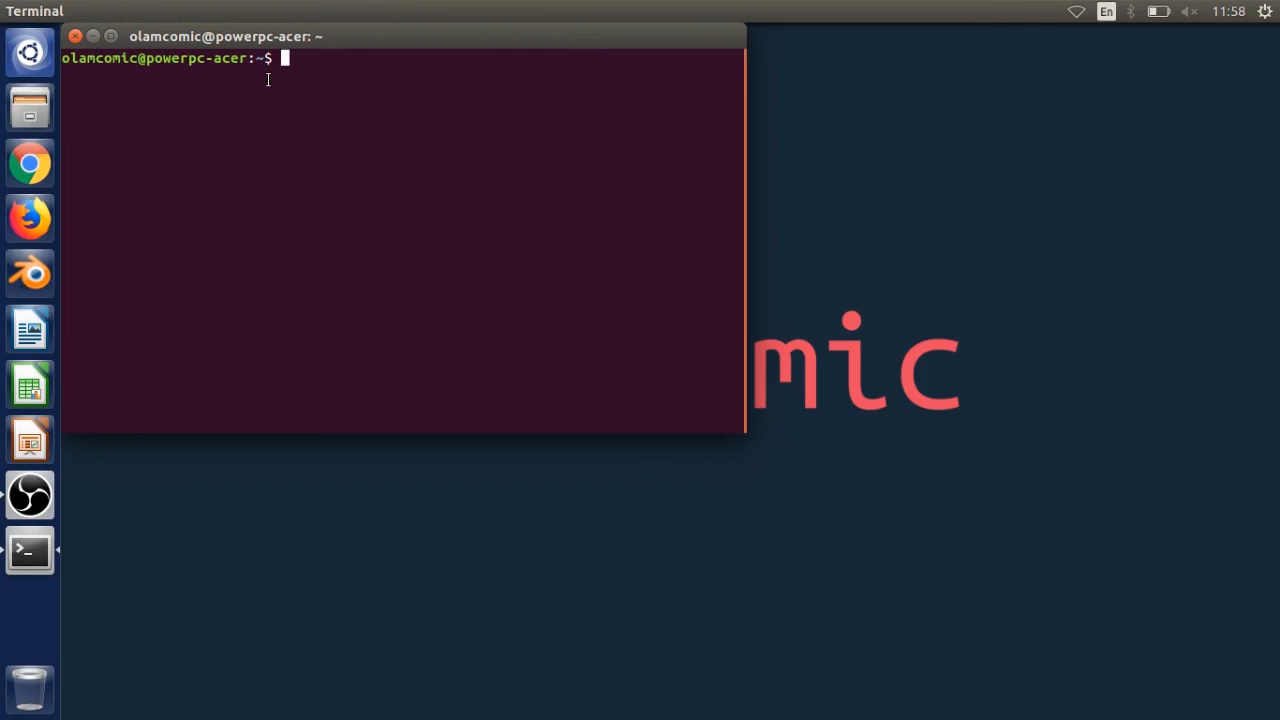 Terminal
En
11:58
olamcomic@powerpc-acer: ~
olamcomic@powerpc-acer:~$
mic